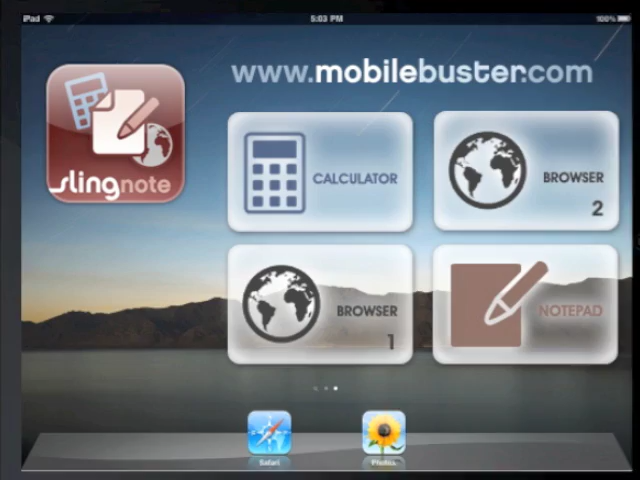 iPad
5:03 PM
100%
www.mobilebuster.com
slingnote
CALCULATOR
BROWSER
2
BROWSER
1
NOTEPAD
Safari
Photos